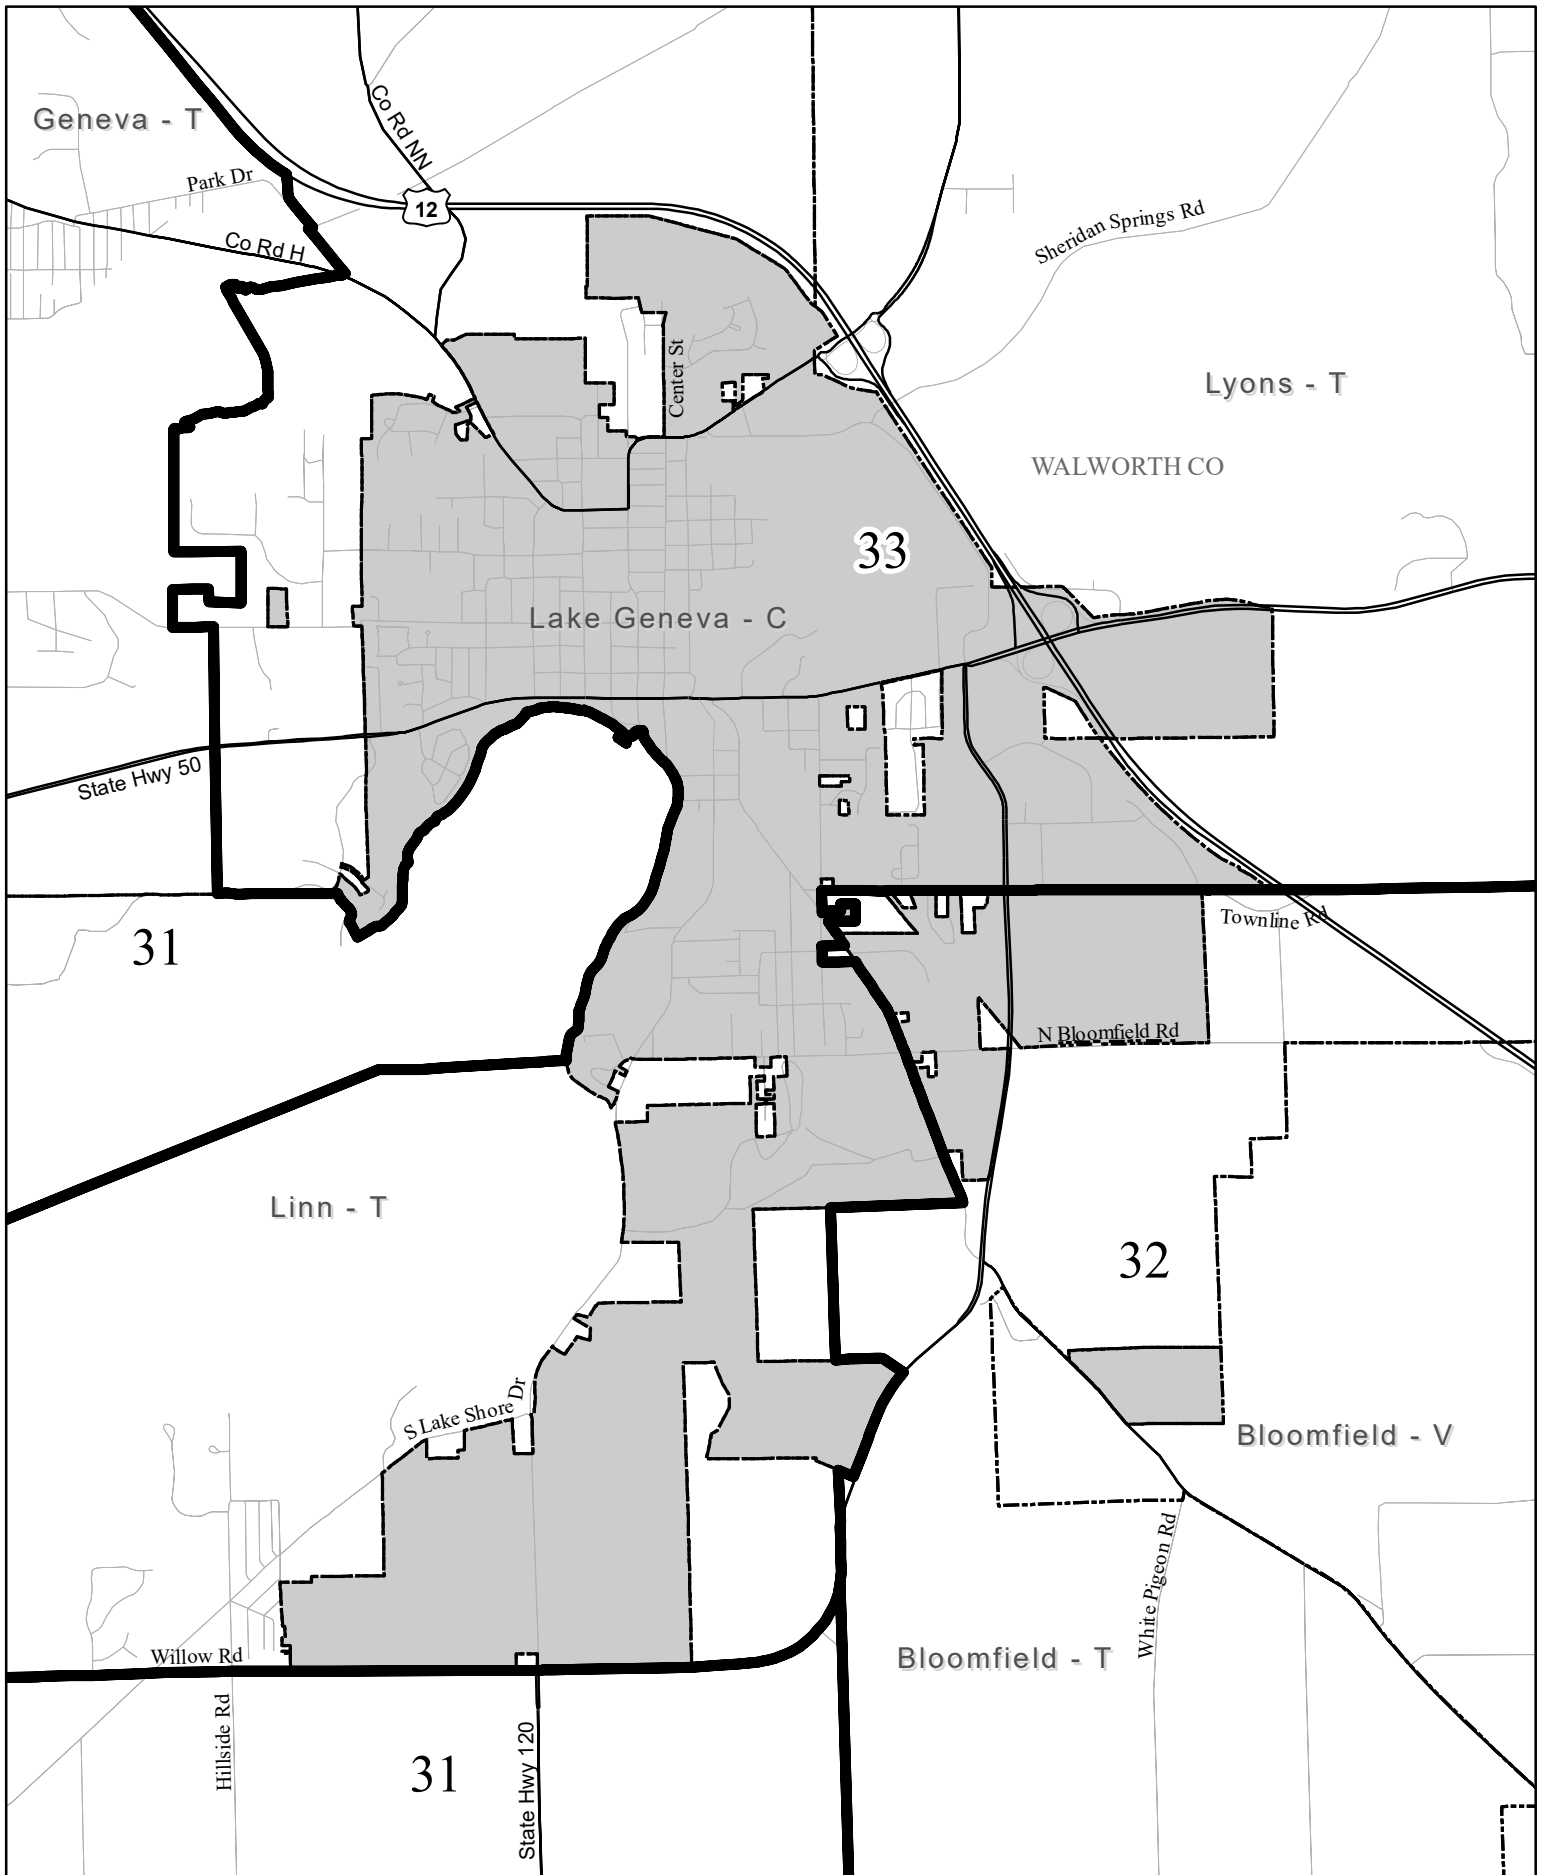 Geneva - T
Co Rd NN
Park Dr
12
Co Rd H
Sheridan Springs Rd
Center St
Lyons - T
WALWORTH CO
33
Lake Geneva - C
State Hwy 50
31
Townline Rd
N Bloomfield Rd
Linn - T
32
S Lake Shore Dr
Bloomfield - V
White Pigeon Rd
Willow Rd
Bloomfield - T
Hillside Rd
State Hwy 120
31